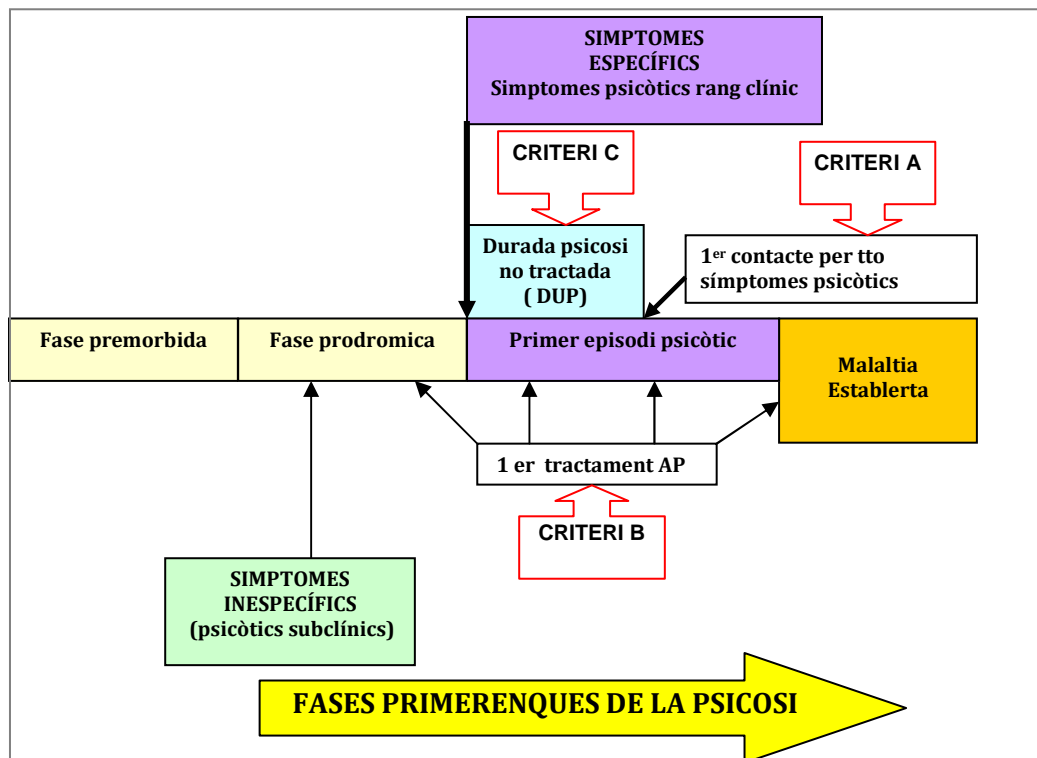 SIMPTOMES
ESPECÍFICS
Simptomes psicòtics rang clínic
CRITERI C
CRITERI A
Durada psicosi
no tractada
( DUP)
1er contacte per tto
símptomes psicòtics
Fase premorbida
Fase prodromica
Primer episodi psicòtic
Malaltia
Establerta
1 er tractament AP
CRITERI B
SIMPTOMES
INESPECÍFICS
(psicòtics subclínics)
FASES PRIMERENQUES DE LA PSICOSI